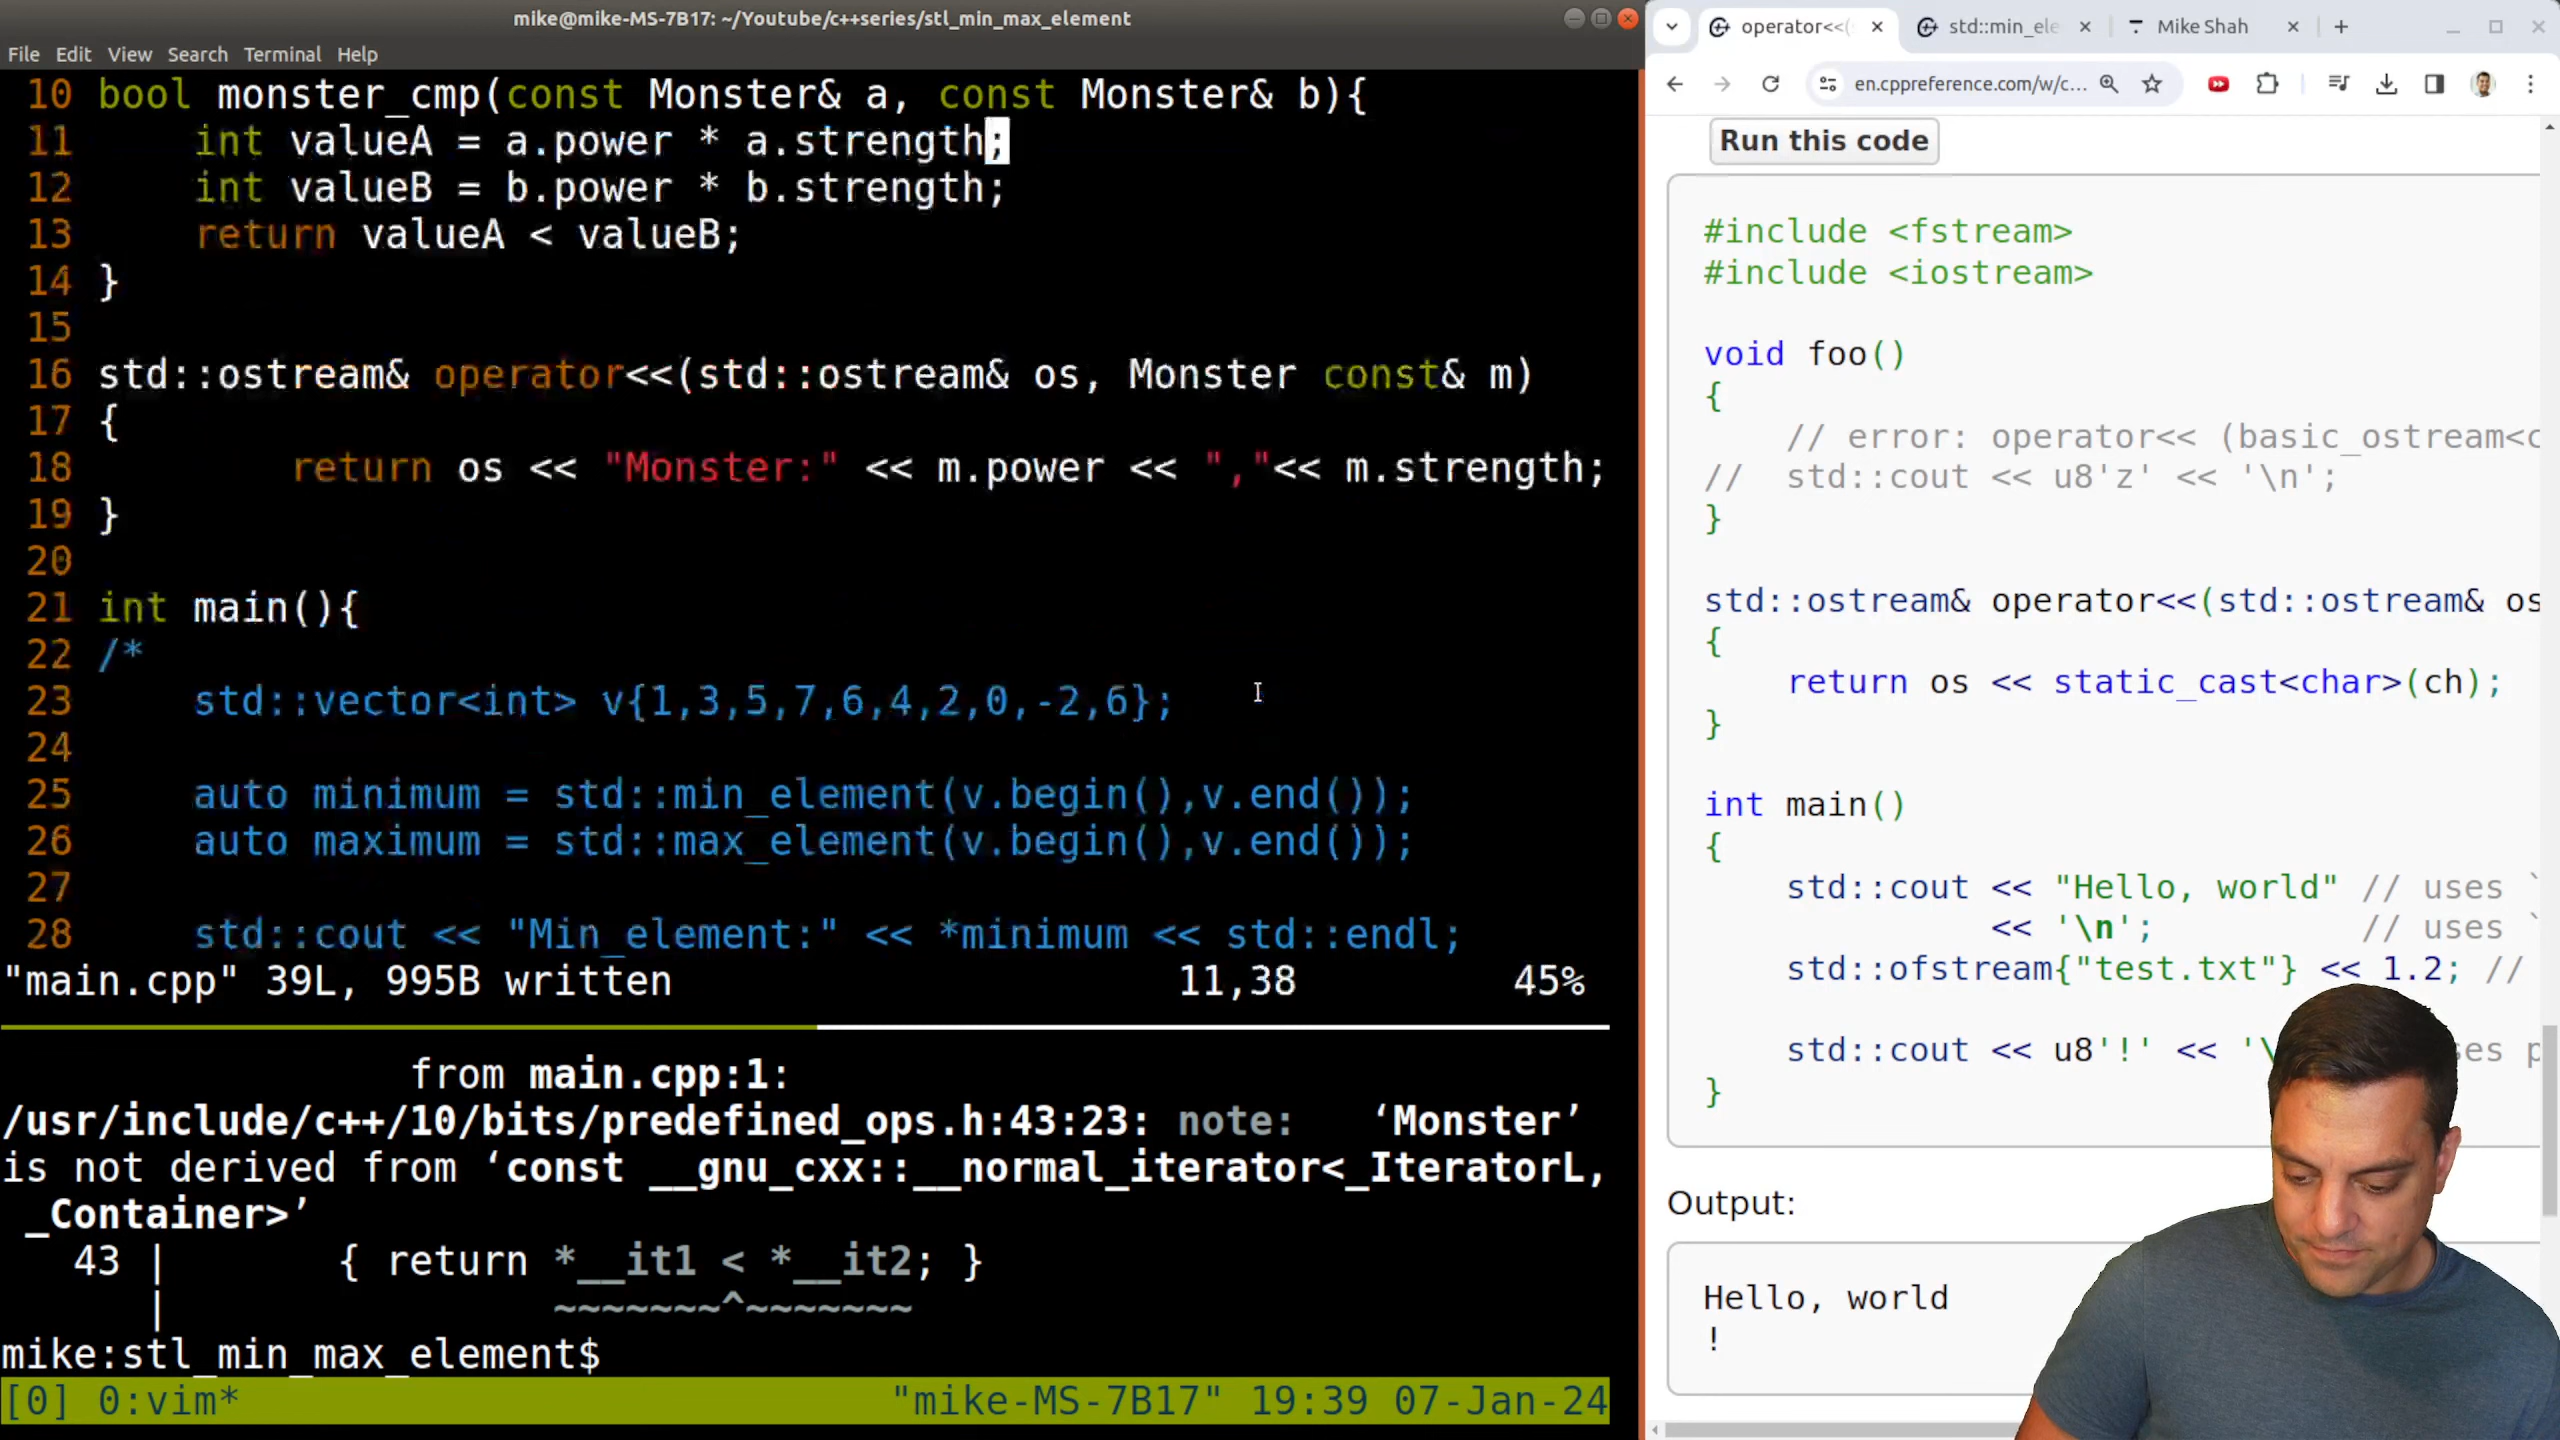 mike@mike-MS-7B17: ~/Youtube/c++series/stl_min_max_element
File Edit View Search Terminal Help
10 bool monster_cmp(const Monster& a, const Monster& b){
11     int valueA = a.power * a.strength;
12     int valueB = b.power * b.strength;
13     return valueA < valueB;
14 }
15
16 std::ostream& operator<<(std::ostream& os, Monster const& m)
17 {
18         return os << "Monster:" << m.power << ","<< m.strength;
19 }
20
21 int main(){
22 /*
23     std::vector<int> v{1,3,5,7,6,4,2,0,-2,6};
24
25     auto minimum = std::min_element(v.begin(),v.end());
26     auto maximum = std::max_element(v.begin(),v.end());
27
28     std::cout << "Min_element:" << *minimum << std::endl;
"main.cpp" 39L, 995B written 11,38 45%
from main.cpp:1:
/usr/include/c++/10/bits/predefined_ops.h:43:23: note:   ‘Monster’
is not derived from ‘const __gnu_cxx::__normal_iterator<_IteratorL,
_Container>’
43 |       { return *__it1 < *__it2; }
|                ~~~~~~~^~~~~~~~
mike:stl_min_max_element$
[0] 0:vim* "mike-MS-7B17" 19:39 07-Jan-24
operator<<( std::min_ele Mike Shah
en.cppreference.com/w/c...
Run this code
#include <fstream>
#include <iostream>
void foo()
{
    // error: operator<< (basic_ostream<c
//  std::cout << u8'z' << '\n';
}
std::ostream& operator<<(std::ostream& os
{
    return os << static_cast<char>(ch);
}
int main()
{
    std::cout << "Hello, world" // uses `
              << '\n';          // uses `
    std::ofstream{"test.txt"} << 1.2; //
    std::cout << u8'!' << '\ ses p
}
Output:
Hello, world
!